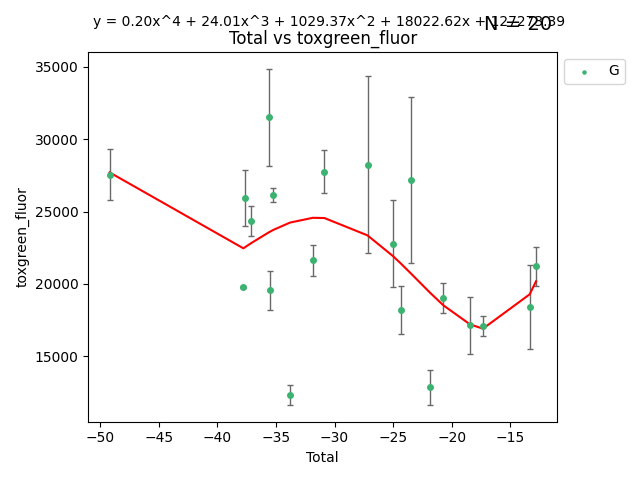 y = 0.20x^4 + 24.01x^3 + 1029.37x^2 + 18022.62x +
N = 20
Total vs toxgreen_fluor
G
35000
30000
25000
20000
15000
toxgreen_fluor
−50 −45 −40 −35 −30 −25 −20 −15
Total